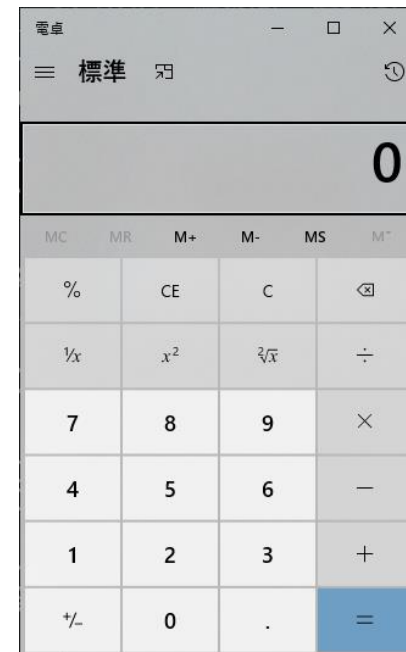 電卓
標準
0
MC MR M+ M- MS M˅
% CE C
¹/x x² ²√x ÷
7 8 9 ×
4 5 6 −
1 2 3 +
+/− 0 . =